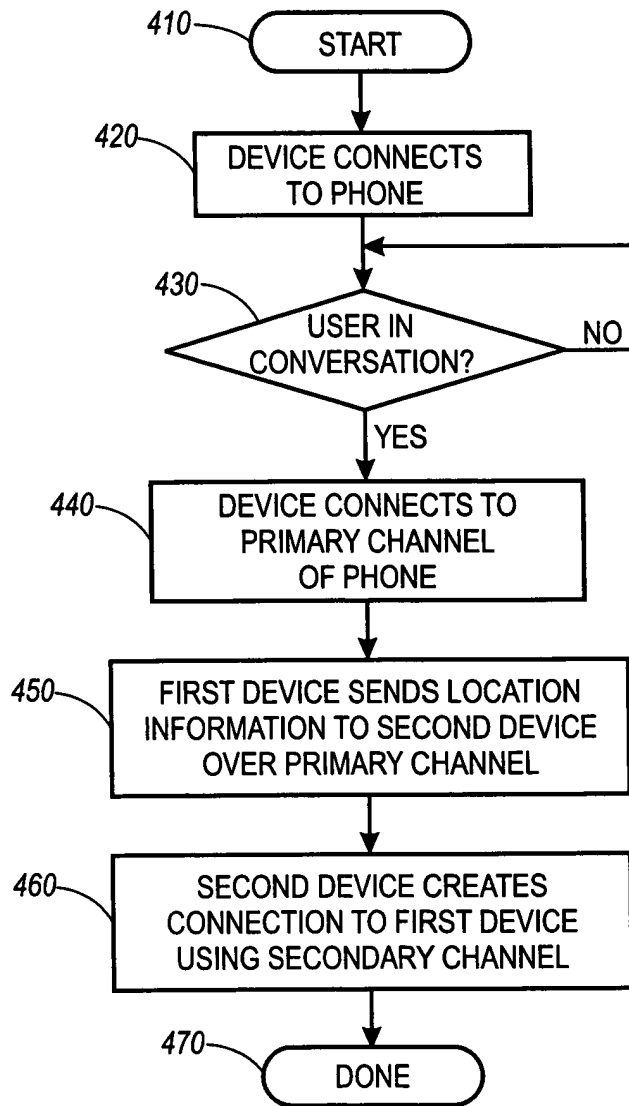 410
START
420
DEVICE CONNECTS
TO PHONE
430
USER IN
CONVERSATION?
NO
YES
440
DEVICE CONNECTS TO
PRIMARY CHANNEL
OF PHONE
450
FIRST DEVICE SENDS LOCATION
INFORMATION TO SECOND DEVICE
OVER PRIMARY CHANNEL
460
SECOND DEVICE CREATES
CONNECTION TO FIRST DEVICE
USING SECONDARY CHANNEL
470
DONE